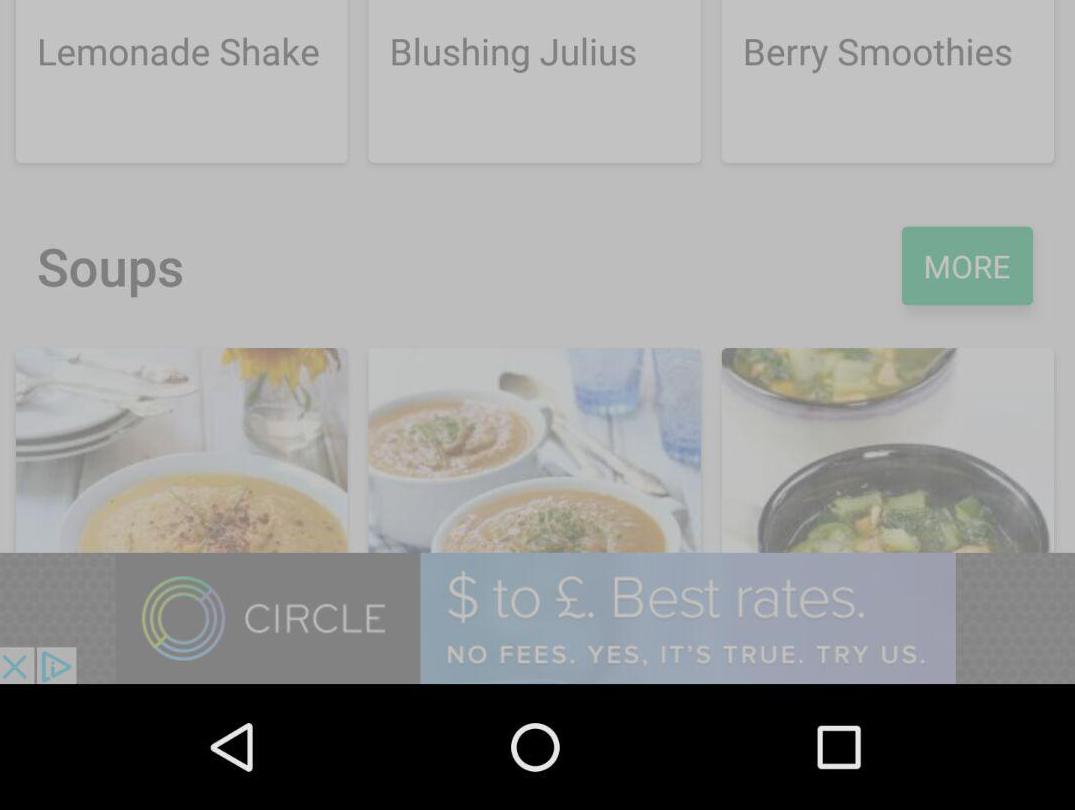 Lemonade Shake
Blushing Julius
Berry Smoothies
Soups
MORE
CIRCLE
$ to £. Best rates.
NO FEES. YES, IT'S TRUE. TRY US.